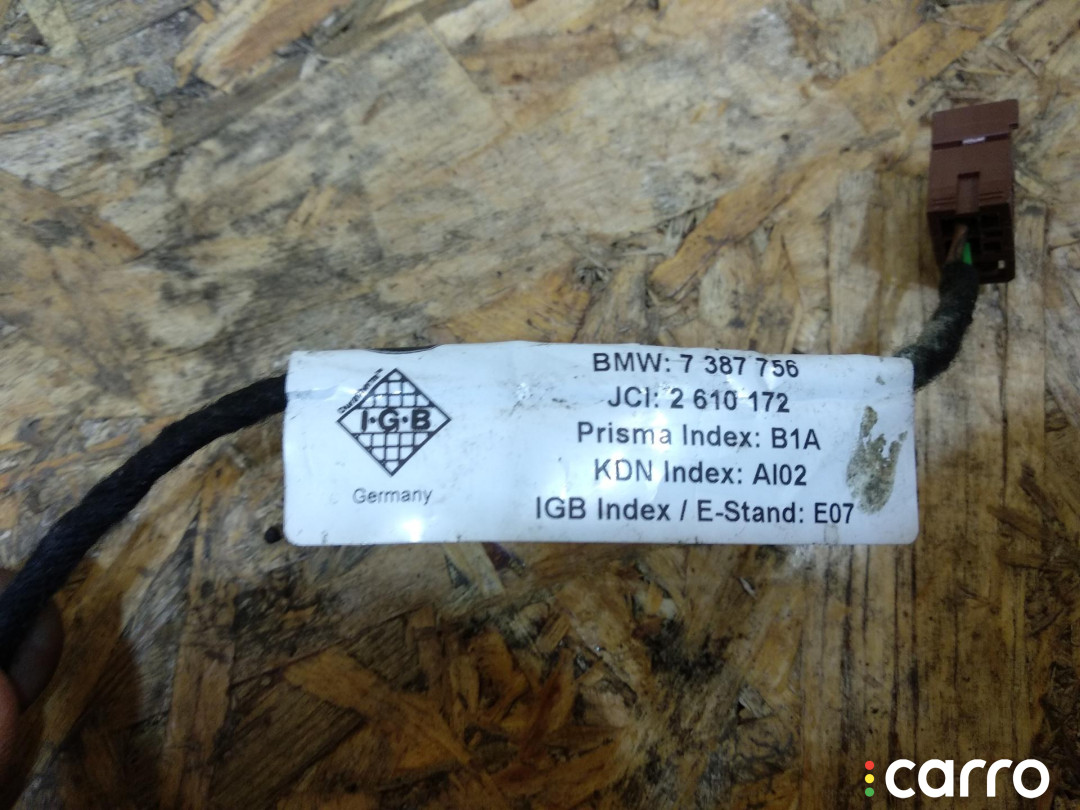 BMW: 7 387 756
JCI: 2 610 172
Prisma Index: B1A
KDN Index: AI02
IGB Index / E-Stand: E07
I·G·B
Germany
carro